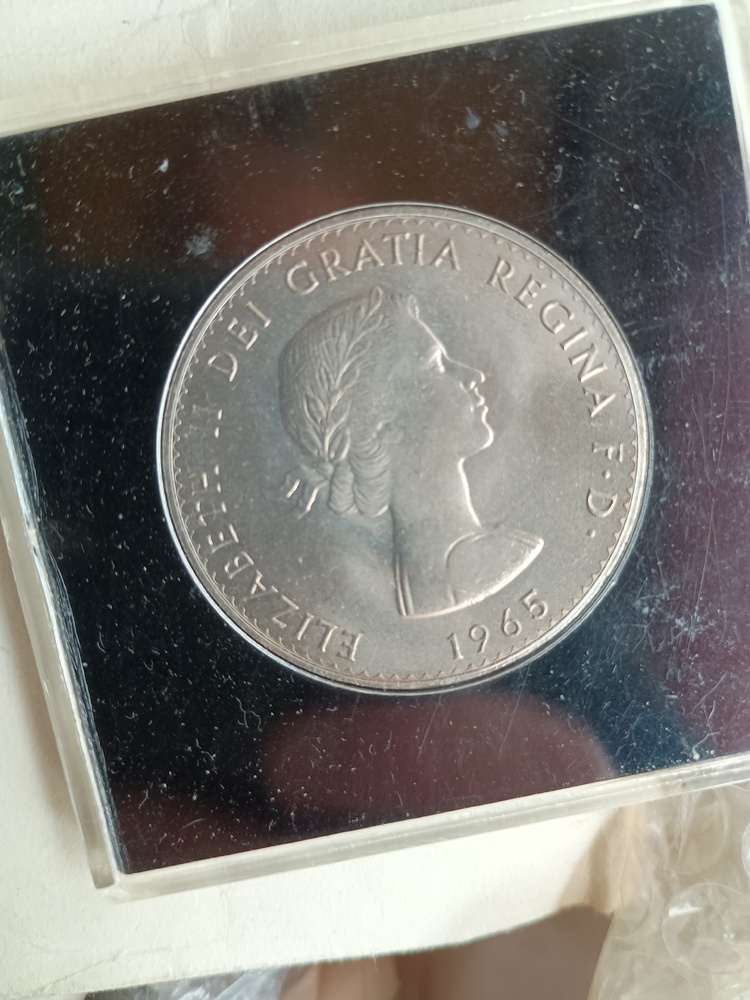 ELIZABETH II DEI GRATIA REGINA F·D·
1965